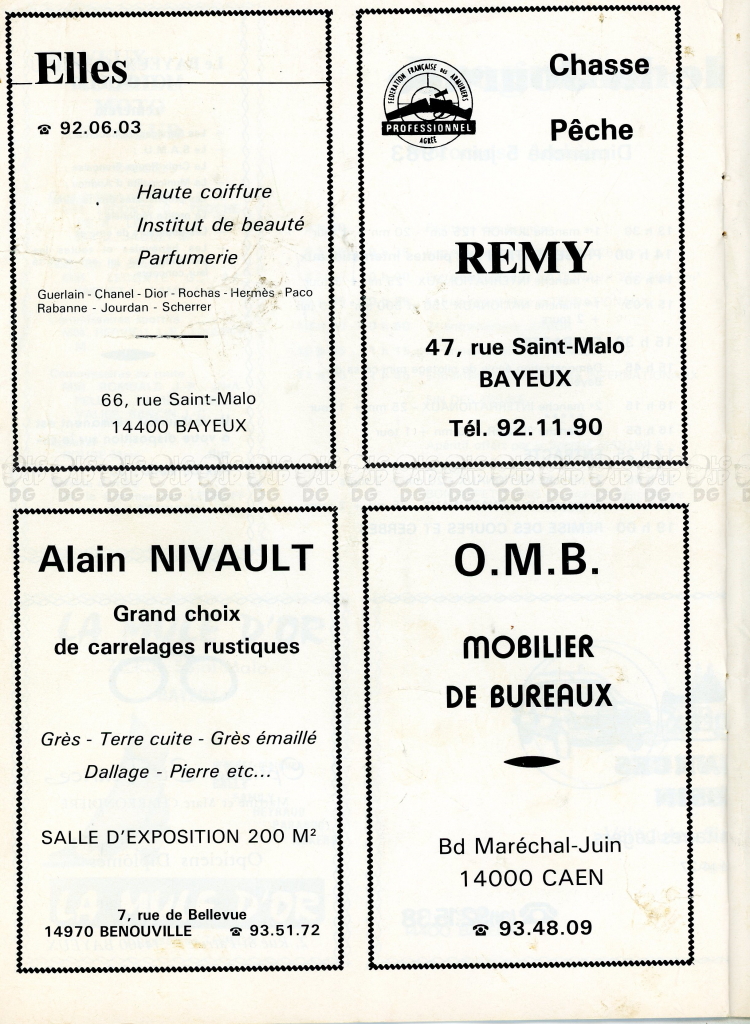 Elles
☎ 92.06.03
Haute coiffure
Institut de beauté
Parfumerie
Guerlain - Chanel - Dior - Rochas - Hermès - Paco
Rabanne - Jourdan - Scherrer
66, rue Saint-Malo
14400 BAYEUX
FÉDÉRATION FRANÇAISE DES ARMURIERS
PROFESSIONNEL
AGRÉÉ
Chasse
Pêche
REMY
47, rue Saint-Malo
BAYEUX
Tél. 92.11.90
Alain NIVAULT
Grand choix
de carrelages rustiques
Grès - Terre cuite - Grès émaillé
Dallage - Pierre etc...
SALLE D'EXPOSITION 200 M²
7, rue de Bellevue
14970 BENOUVILLE ☎ 93.51.72
O.M.B.
MOBILIER
DE BUREAUX
Bd Maréchal-Juin
14000 CAEN
☎ 93.48.09